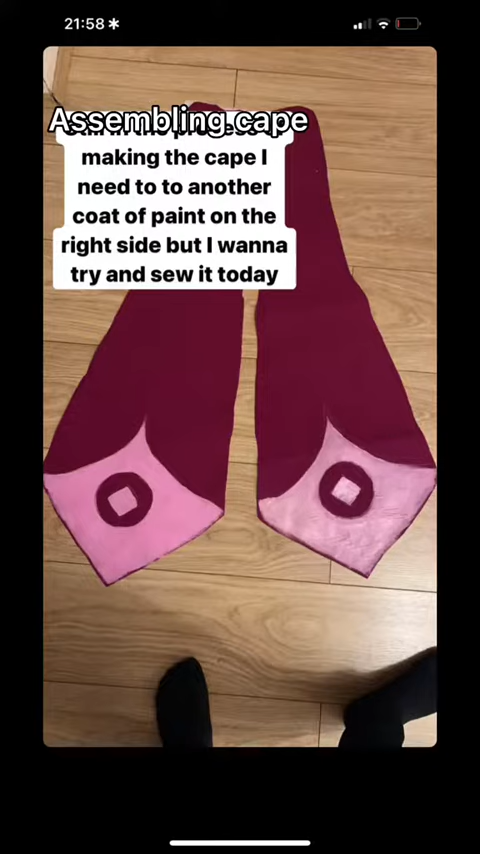 21:58
Assembling cape
making the cape I
need to to another
coat of paint on the
right side but I wanna
try and sew it today